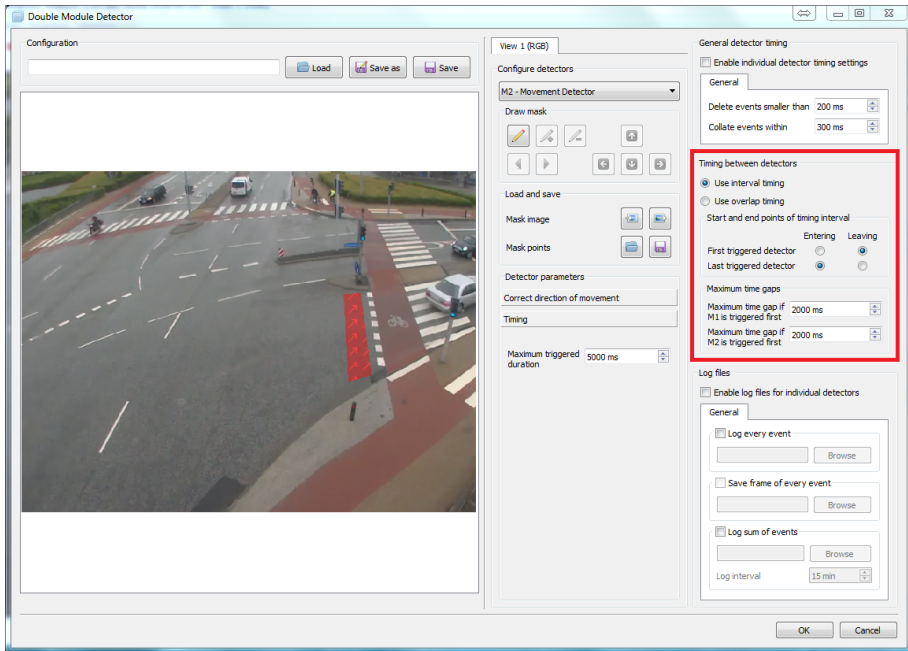 Double Module Detector
Configuration
Load
Save as
Save
View 1 (RGB)
Configure detectors
M2 - Movement Detector
Draw mask
Load and save
Mask image
Mask points
Detector parameters
Correct direction of movement
Timing
Maximum triggered
duration
5000 ms
General detector timing
Enable individual detector timing settings
General
Delete events smaller than 200 ms
Collate events within 300 ms
Timing between detectors
Use interval timing
Use overlap timing
Start and end points of timing interval
Entering Leaving
First triggered detector
Last triggered detector
Maximum time gaps
Maximum time gap if
M1 is triggered first
2000 ms
Maximum time gap if
M2 is triggered first
2000 ms
Log files
Enable log files for individual detectors
General
Log every event
Browse
Save frame of every event
Browse
Log sum of events
Browse
Log interval 15 min
OK Cancel